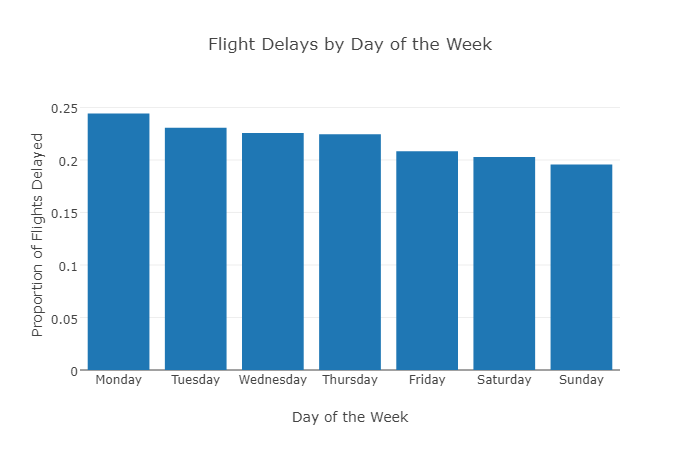 Flight Delays by Day of the Week
Proportion of Flights Delayed
0.25
0.2
0.15
0.1
0.05
0
Monday Tuesday Wednesday Thursday Friday Saturday Sunday
Day of the Week